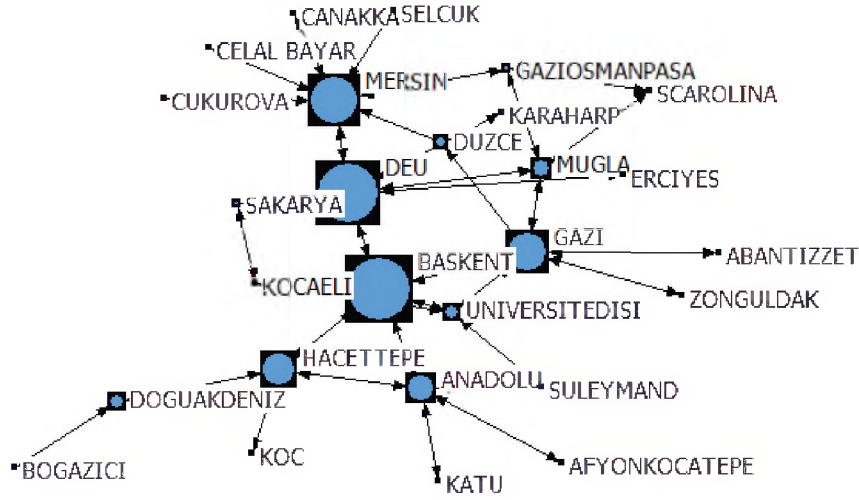 CANAKKA
SELCUK
CELAL BAYAR
MERSIN
GAZIOSMANPASA
CUKUROVA
SCAROLINA
KARAHARP
DUZCE
DEU
MUGLA
ERCIYES
SAKARYA
GAZI
ABANTIZZET
BASKENT
KOCAELI
ZONGULDAK
UNIVERSITEDISI
HACETTEPE
ANADOLU
SULEYMAND
DOGUAKDENIZ
KOC
AFYONKOCATEPE
BOGAZICI
KATU